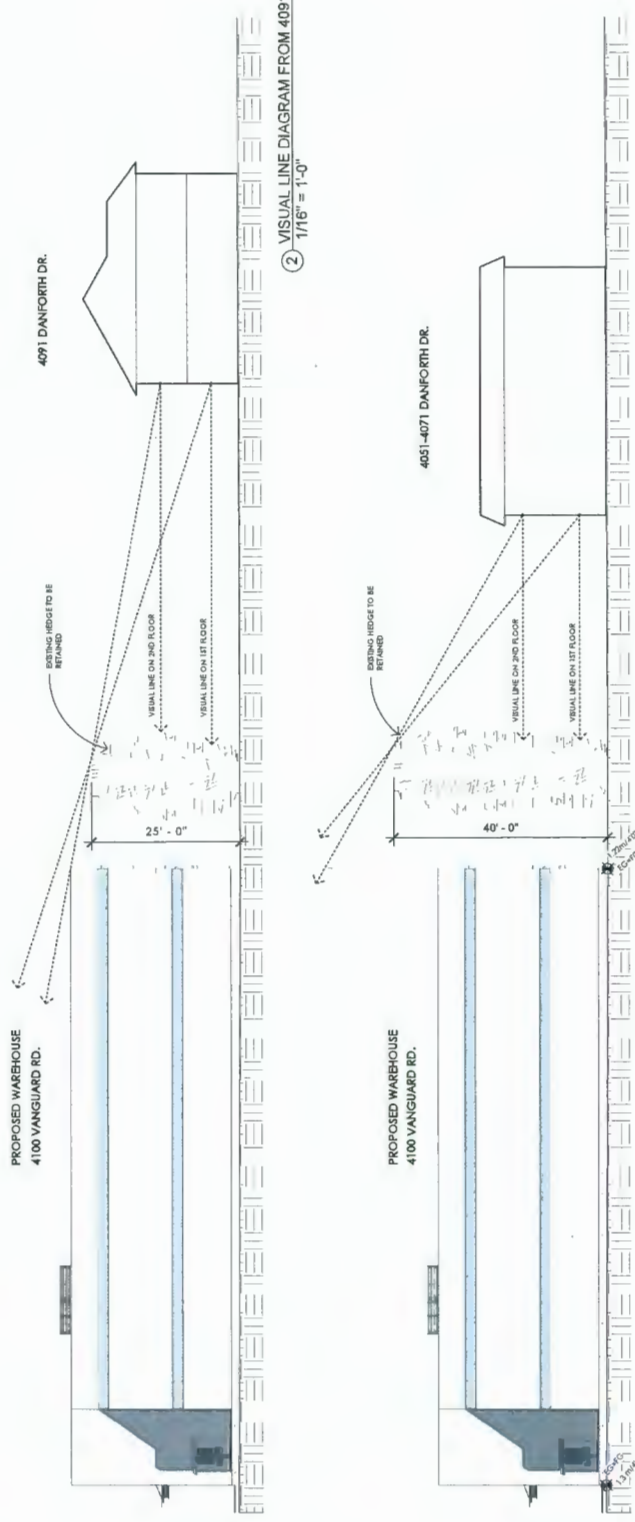 PROPOSED WAREHOUSE
4100 VANGUARD RD.
4091 DANFORTH DR.
EXISTING HEDGE TO BE
RETAINED
VISUAL LINE ON 2ND FLOOR
VISUAL LINE ON 1ST FLOOR
25' - 0"
2
VISUAL LINE DIAGRAM FROM 409
1/16" = 1'-0"
PROPOSED WAREHOUSE
4100 VANGUARD RD.
4051-4071 DANFORTH DR.
EXISTING HEDGE TO BE
RETAINED
VISUAL LINE ON 2ND FLOOR
VISUAL LINE ON 1ST FLOOR
40' - 0"